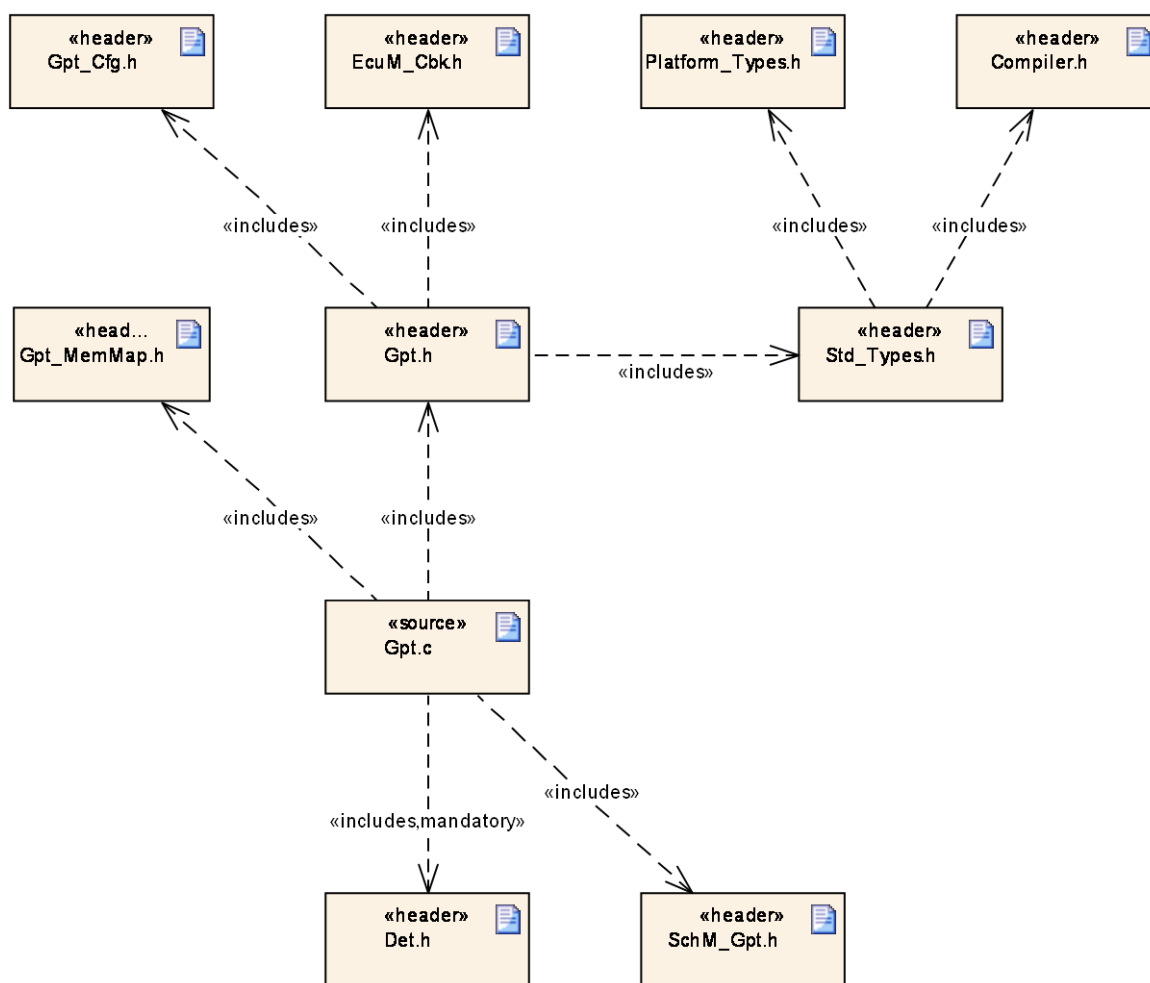 «header»
Gpt_Cfg.h
«header»
EcuM_Cbk.h
«header»
Platform_Types.h
«header»
Compiler.h
«includes»
«includes»
«includes»
«includes»
«head...
Gpt_MemMap.h
«header»
Gpt.h
«header»
Std_Types.h
«includes»
«includes»
«includes»
«source»
Gpt.c
«includes»
«includes,mandatory»
«header»
Det.h
«header»
SchM_Gpt.h